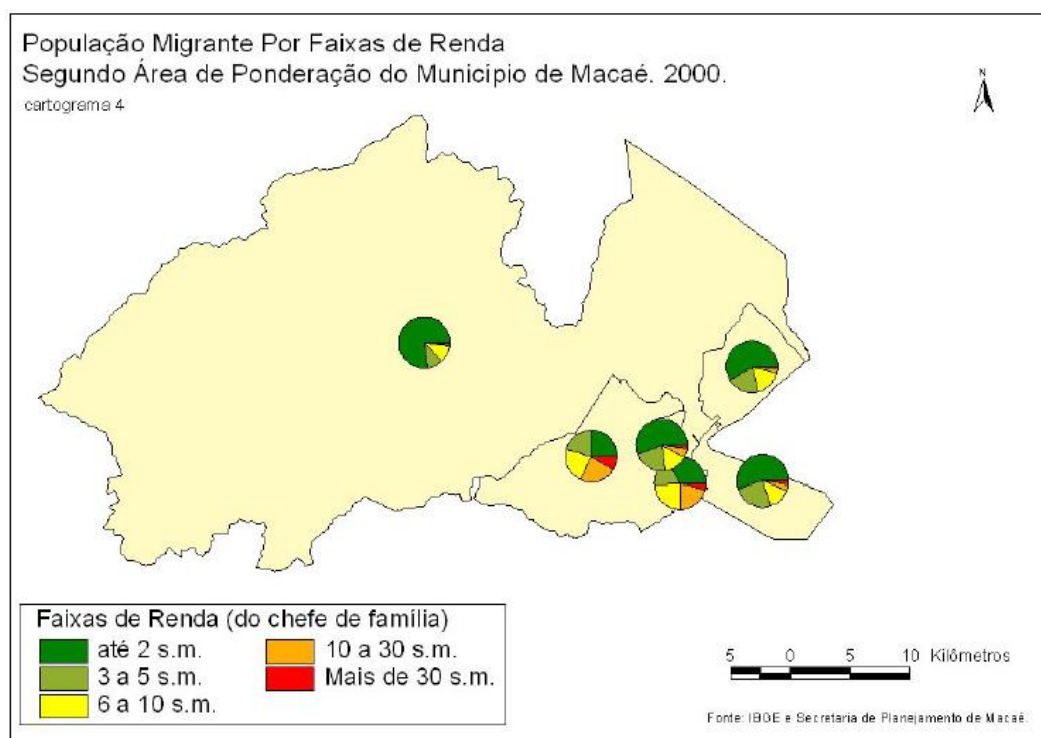 População Migrante Por Faixas de Renda
Segundo Área de Ponderação do Município de Macaé. 2000.
cartograma 4
N
Faixas de Renda (do chefe de família)
até 2 s.m.
10 a 30 s.m.
3 a 5 s.m.
Mais de 30 s.m.
6 a 10 s.m.
5 0 5 10 Kilômetros
Fonte: IBGE e Secretaria de Planejamento de Macaé.